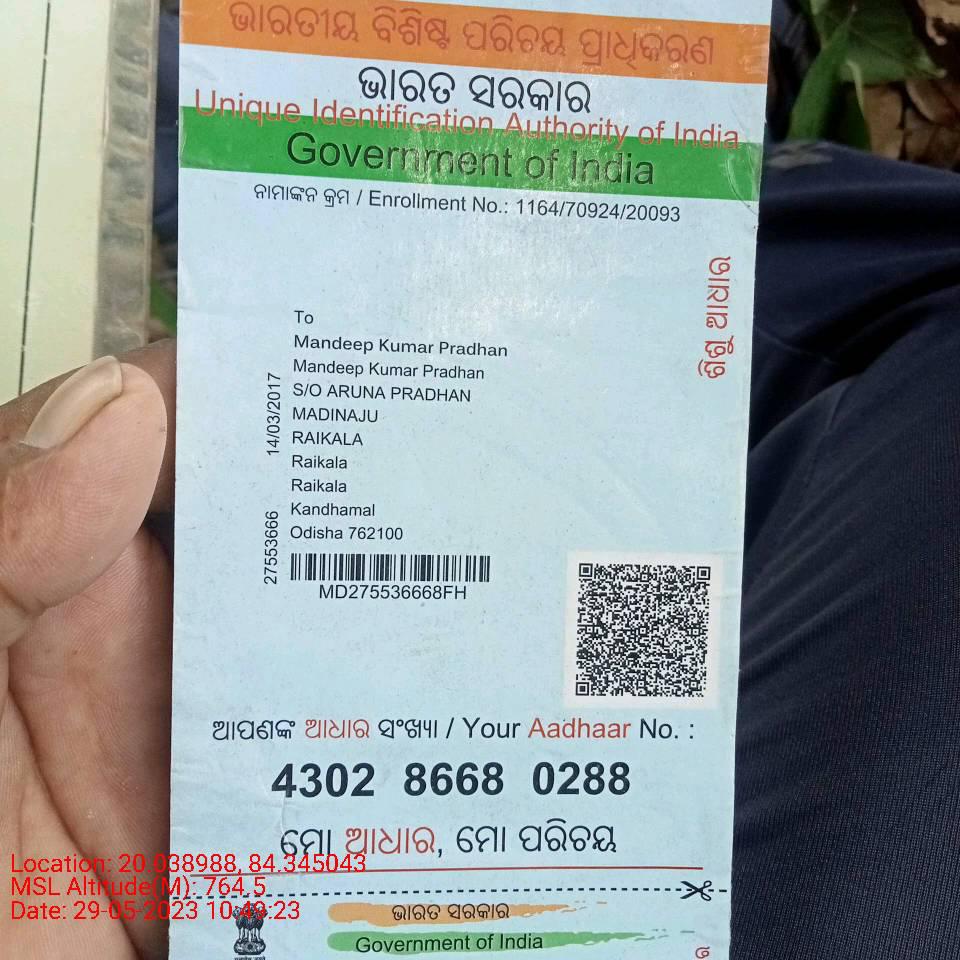 ଭାରତୀୟ ବିଶିଷ୍ଟ ପରିଚୟ ପ୍ରାଧିକରଣ
ଭାରତ ସରକାର
Unique Identification Authority of India
Government of India
ନାମାଙ୍କନ କ୍ରମ / Enrollment No.: 1164/70924/20093
ଶିଶୁ ଆଧାର
To
Mandeep Kumar Pradhan
Mandeep Kumar Pradhan
S/O ARUNA PRADHAN
MADINAJU
RAIKALA
Raikala
Raikala
Kandhamal
Odisha 762100
14/03/2017
27553666
MD275536668FH
ଆପଣଙ୍କ ଆଧାର ସଂଖ୍ୟା / Your Aadhaar No. :
4302 8668 0288
ମୋ ଆଧାର, ମୋ ପରିଚୟ
Location: 20.038988, 84.345043
MSL Altitude(M): 764.5
Date: 29-05-2023 10:49:23
ଭାରତ ସରକାର
Government of India